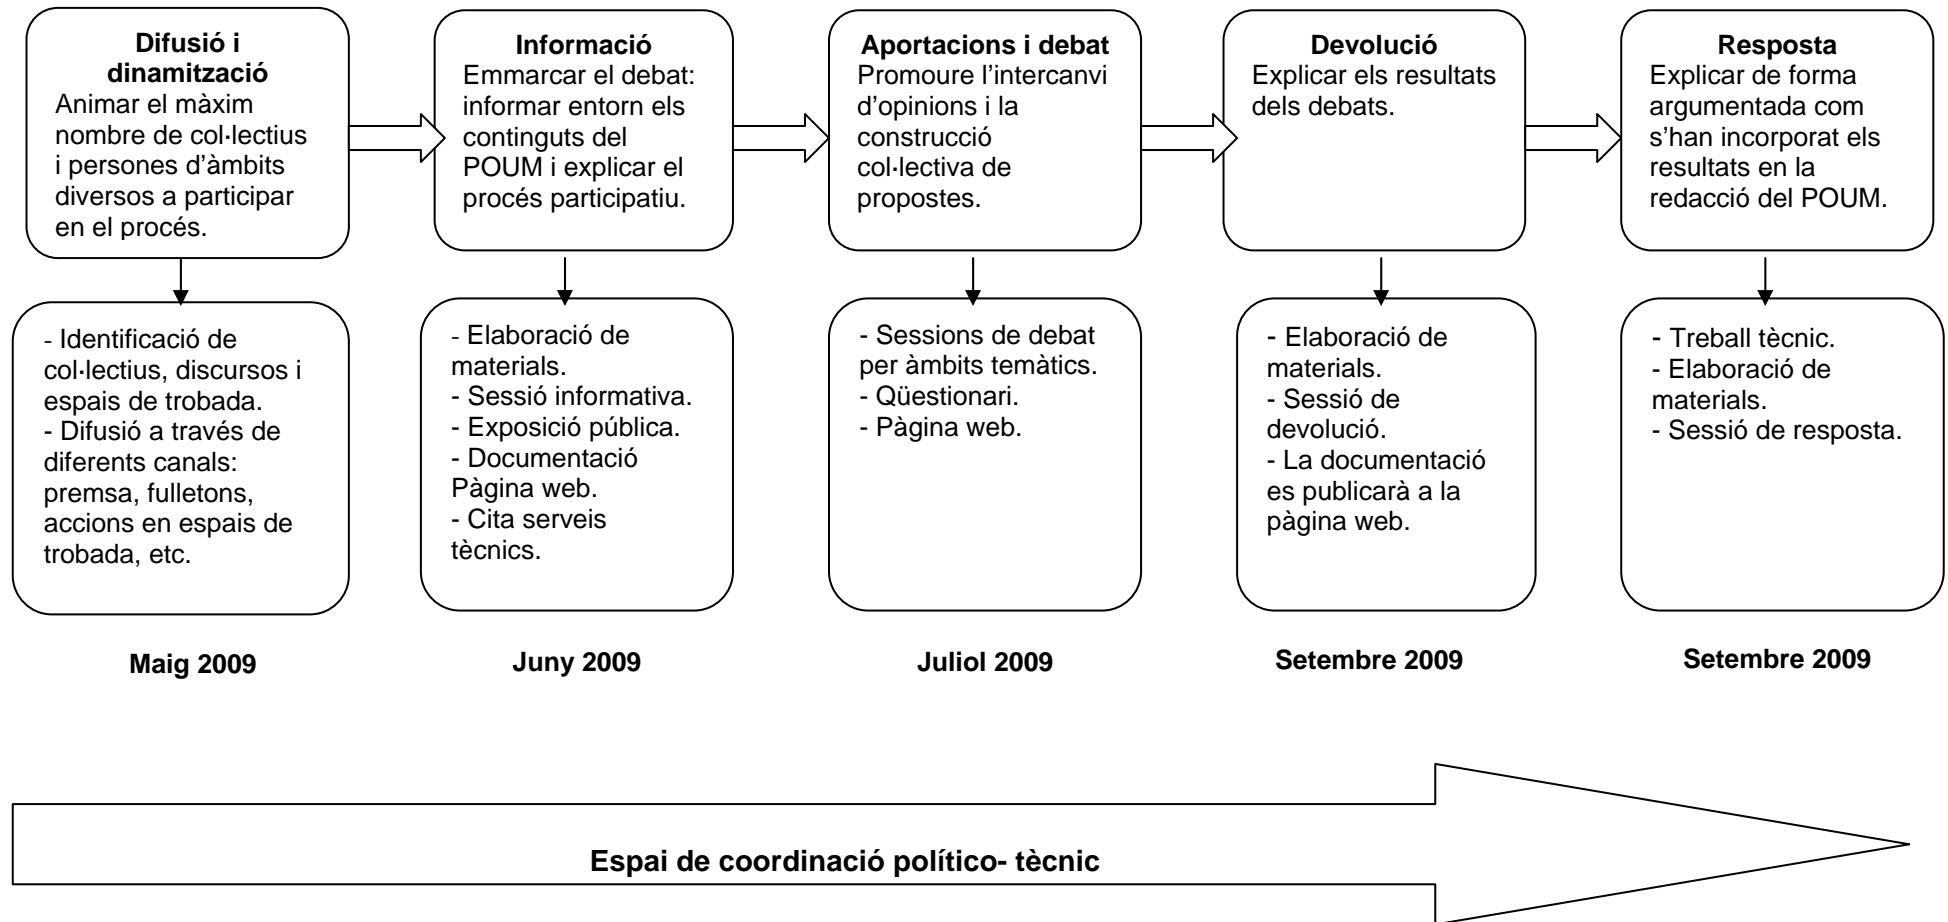 Difusió i
dinamització
Animar el màxim
nombre de col·lectius
i persones d'àmbits
diversos a participar
en el procés.
Informació
Emmarcar el debat:
informar entorn els
continguts del
POUM i explicar el
procés participatiu.
Aportacions i debat
Promoure l'intercanvi
d'opinions i la
construcció
col·lectiva de
propostes.
Devolució
Explicar els resultats
dels debats.
Resposta
Explicar de forma
argumentada com
s'han incorporat els
resultats en la
redacció del POUM.
- Identificació de
col·lectius, discursos i
espais de trobada.
- Difusió a través de
diferents canals:
premsa, fulletons,
accions en espais de
trobada, etc.
- Elaboració de
materials.
- Sessió informativa.
- Exposició pública.
- Documentació
Pàgina web.
- Cita serveis
tècnics.
- Sessions de debat
per àmbits temàtics.
- Qüestionari.
- Pàgina web.
- Elaboració de
materials.
- Sessió de
devolució.
- La documentació
es publicarà a la
pàgina web.
- Treball tècnic.
- Elaboració de
materials.
- Sessió de resposta.
Maig 2009
Juny 2009
Juliol 2009
Setembre 2009
Setembre 2009
Espai de coordinació político- tècnic